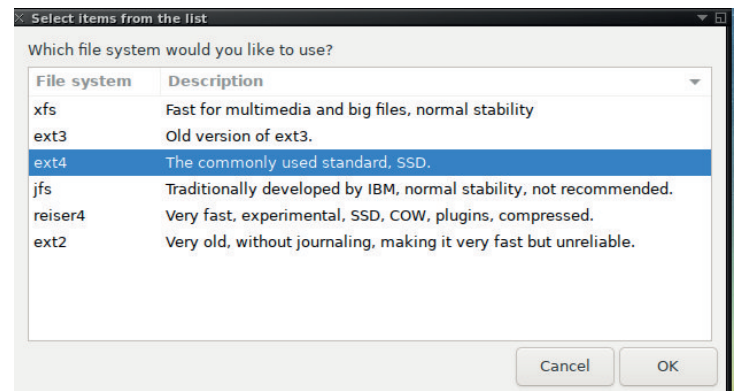 Select items from the list
Which file system would you like to use?
File system Description
xfs Fast for multimedia and big files, normal stability
ext3 Old version of ext3.
ext4 The commonly used standard, SSD.
jfs Traditionally developed by IBM, normal stability, not recommended.
reiser4 Very fast, experimental, SSD, COW, plugins, compressed.
ext2 Very old, without journaling, making it very fast but unreliable.
Cancel OK